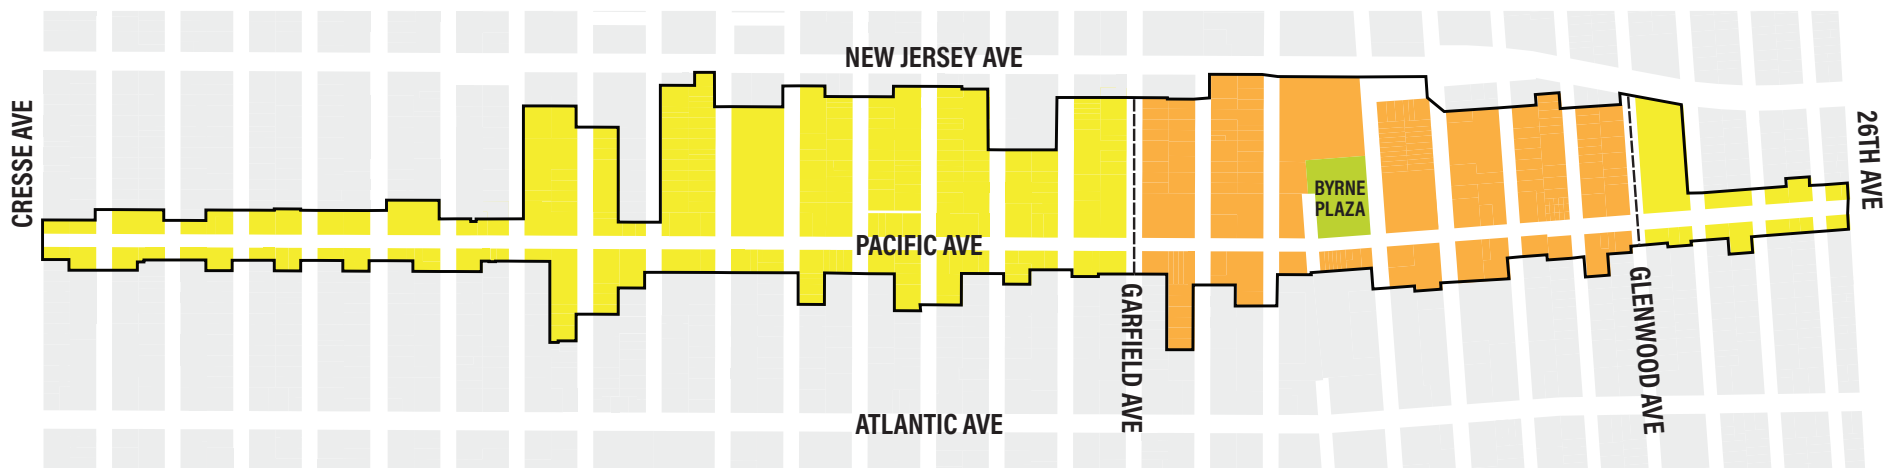 NEW JERSEY AVE
CRESSE AVE
26TH AVE
BYRNE
PLAZA
PACIFIC AVE
GARFIELD AVE
GLENWOOD AVE
ATLANTIC AVE